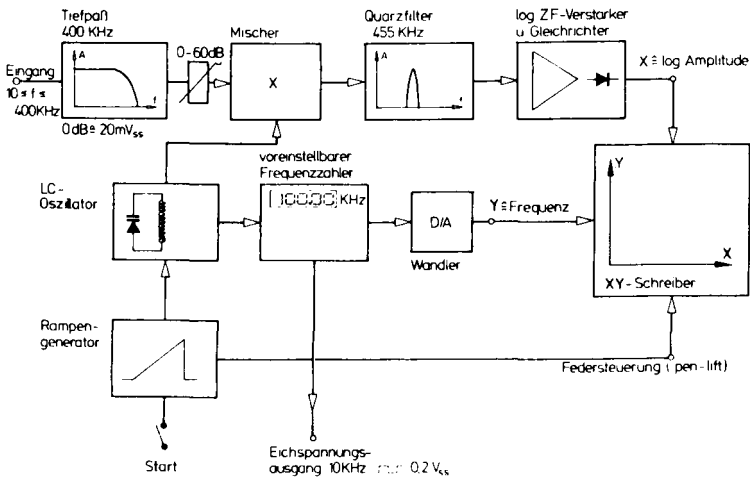 Tiefpaß
400 KHz
A
f
Eingang
10 ≤ f ≤
400KHz
0dB ≙ 20mVss
0-60dB
Mischer
X
Quarzfilter
455 KHz
A
f
log ZF-Verstarker
u Gleichrichter
X ≙ log Amplitude
LC-
Oszillator
voreinstellbarer
Frequenzzahler
KHz
D/A
Wandler
Y ≙ Frequenz
Y
X
XY-Schreiber
Rampen-
generator
Federsteuerung (pen-lift)
Start
Eichspannungs-
ausgang 10KHz 0.2 Vss